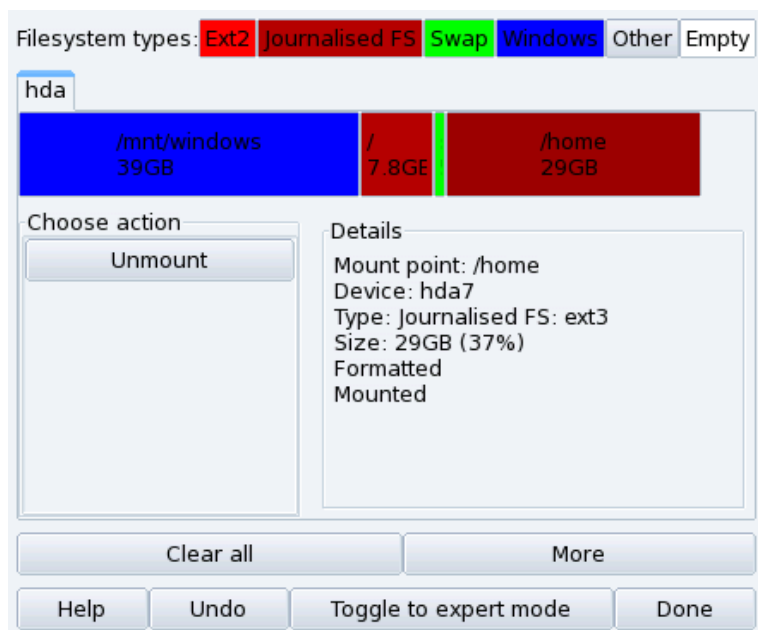 Filesystem types: Ext2 Journalised FS Swap Windows Other Empty
hda
/mnt/windows
39GB
/
7.8GB
/home
29GB
Choose action
Unmount
Details
Mount point: /home
Device: hda7
Type: Journalised FS: ext3
Size: 29GB (37%)
Formatted
Mounted
Clear all
More
Help
Undo
Toggle to expert mode
Done